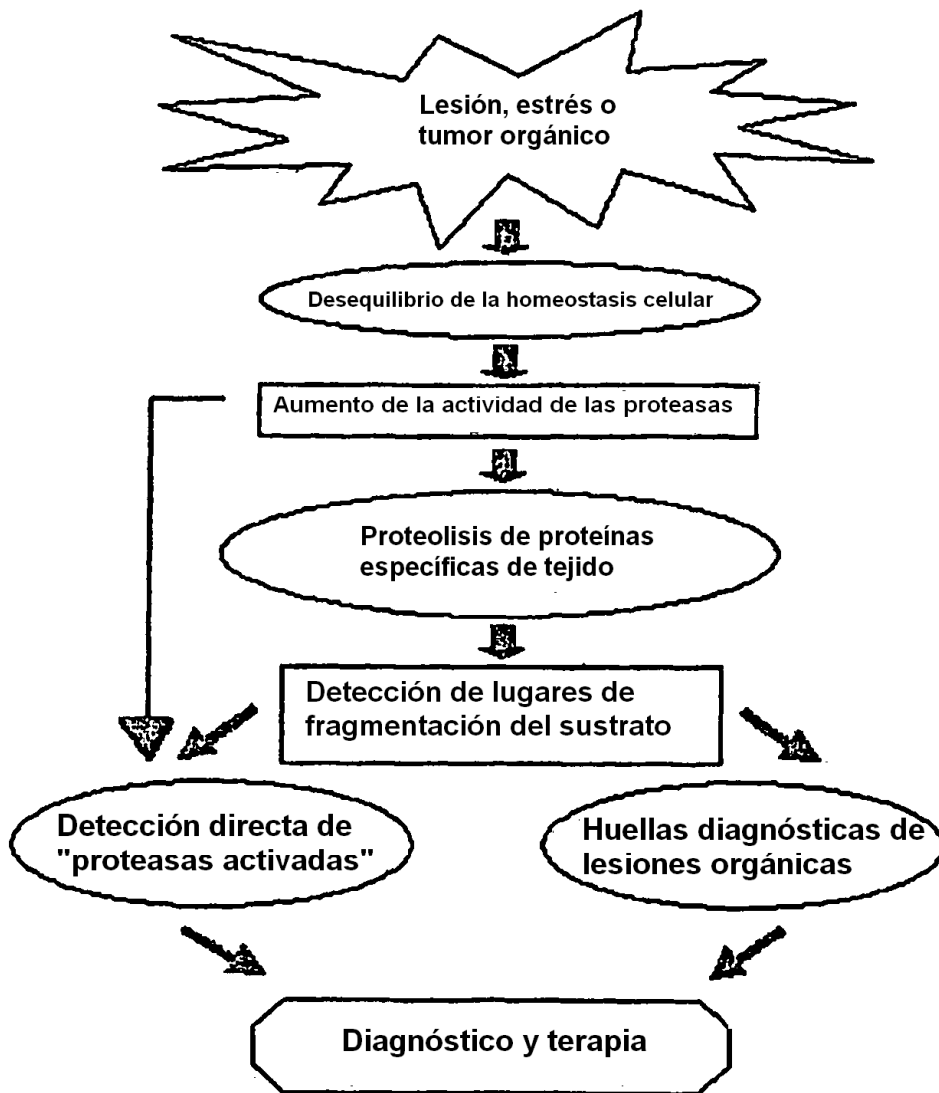 Lesión, estrés o
tumor orgánico
Desequilibrio de la homeostasis celular
Aumento de la actividad de las proteasas
Proteolisis de proteínas
específicas de tejido
Detección de lugares de
fragmentación del sustrato
Detección directa de
"proteasas activadas"
Huellas diagnósticas de
lesiones orgánicas
Diagnóstico y terapia